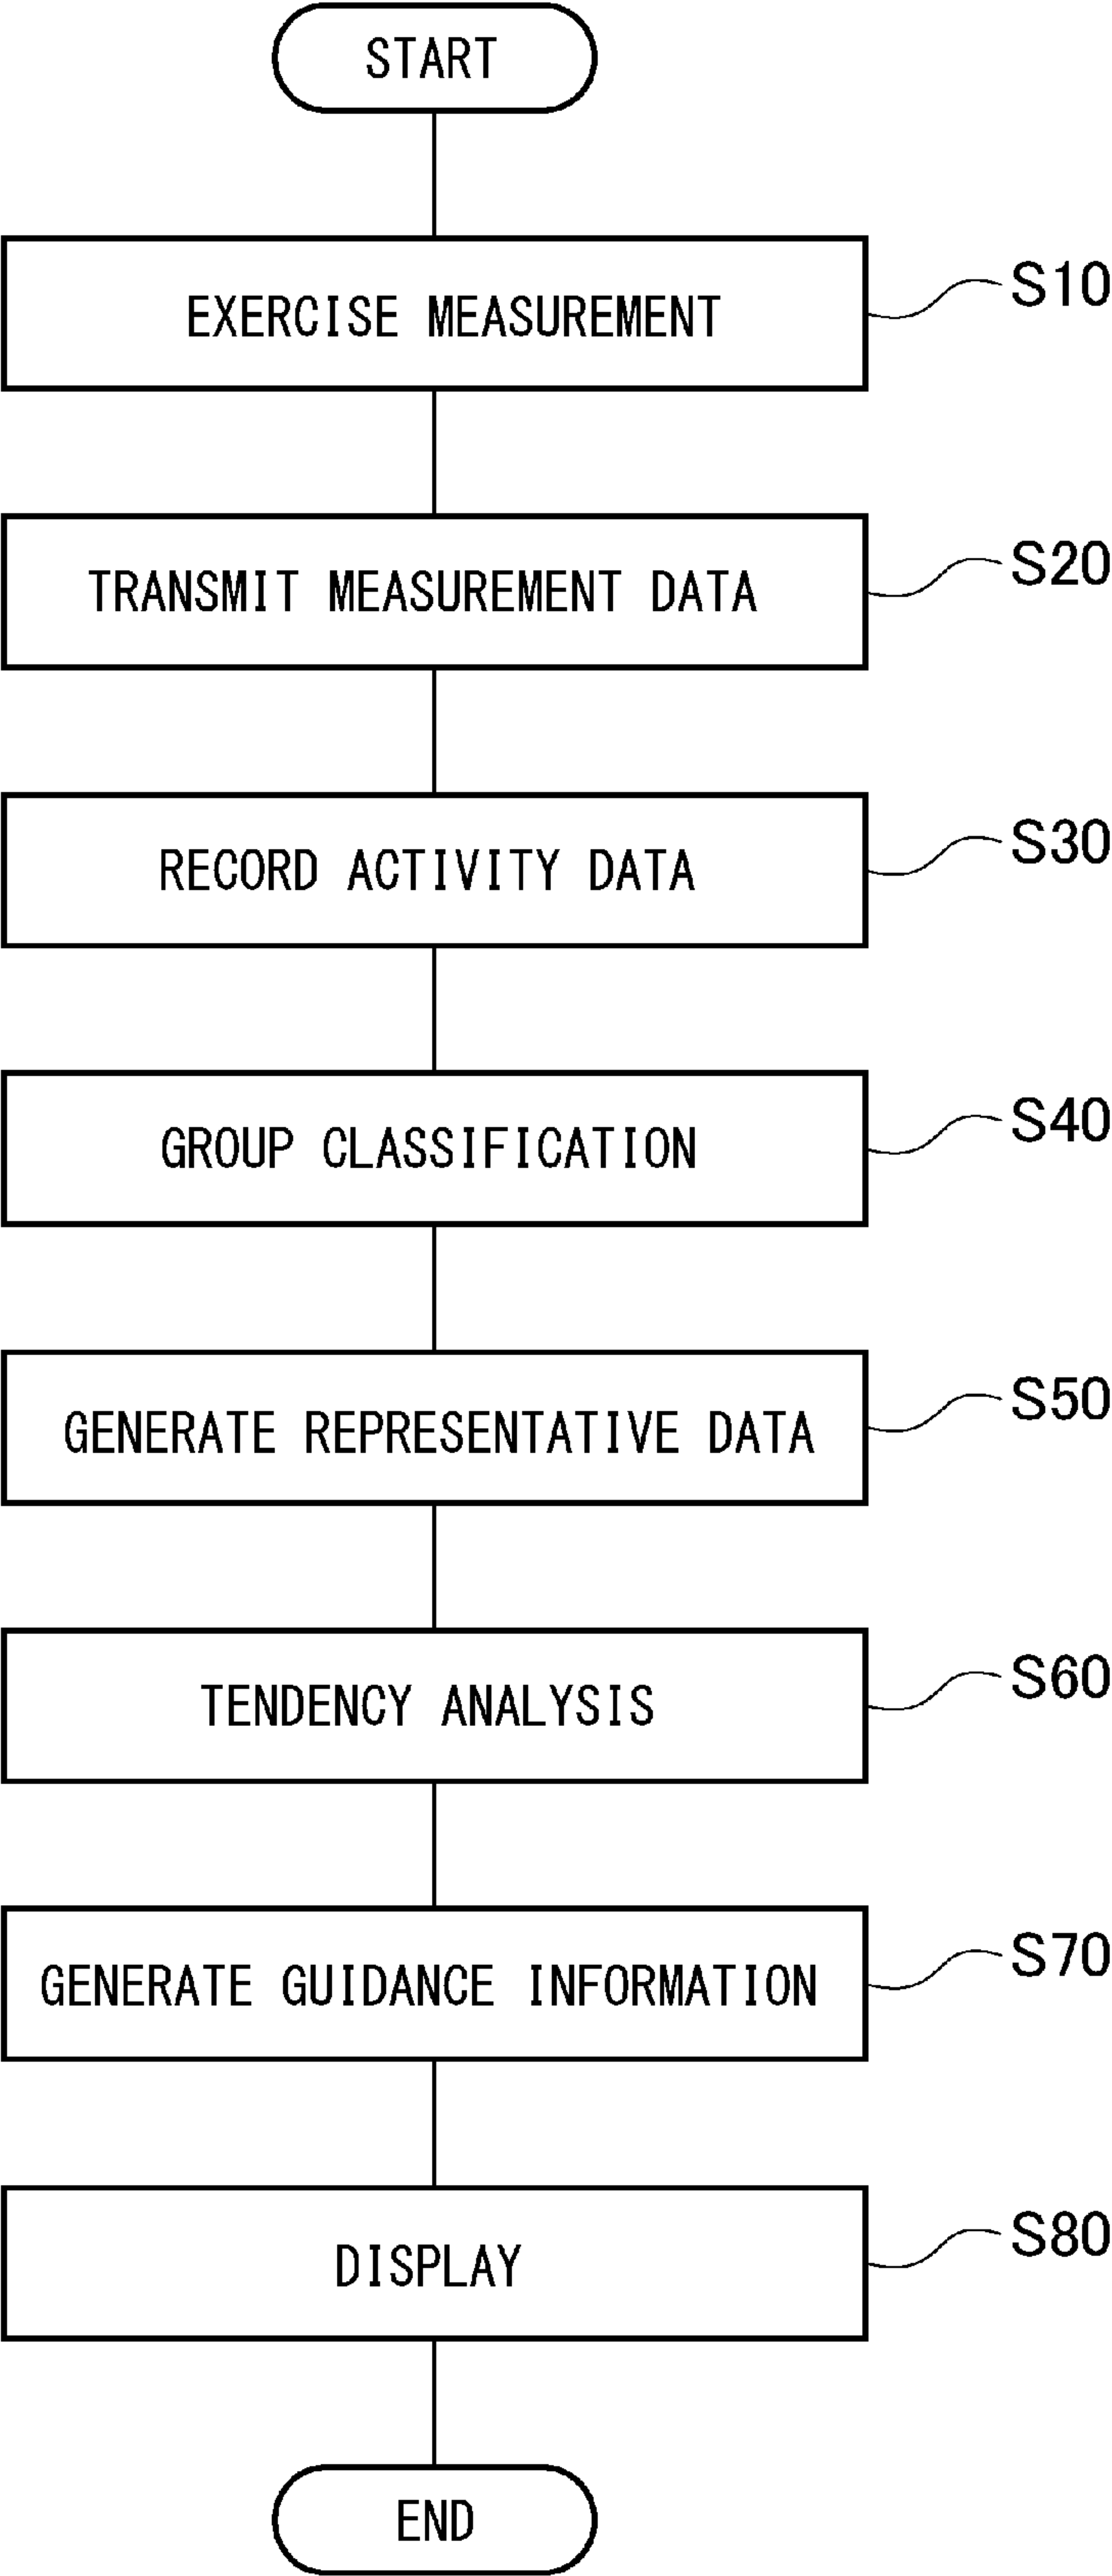 START
EXERCISE MEASUREMENT
S10
TRANSMIT MEASUREMENT DATA
S20
RECORD ACTIVITY DATA
S30
GROUP CLASSIFICATION
S40
GENERATE REPRESENTATIVE DATA
S50
TENDENCY ANALYSIS
S60
GENERATE GUIDANCE INFORMATION
S70
DISPLAY
S80
END